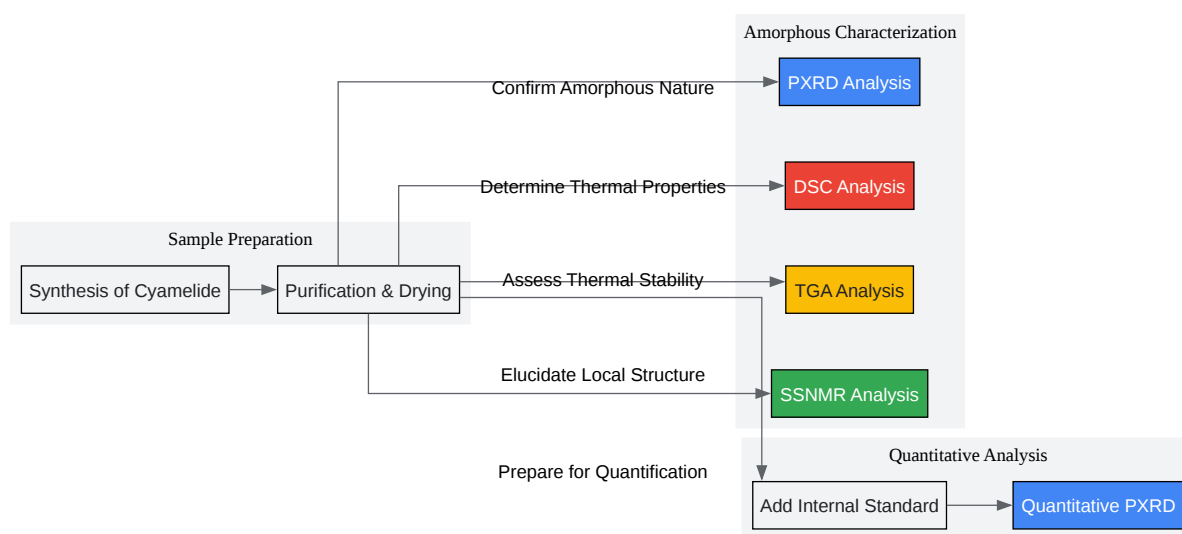 Amorphous Characterization
Confirm Amorphous Nature
PXRD Analysis
Determine Thermal Properties
DSC Analysis
Sample Preparation
Synthesis of Cyamelide
Purification & Drying
Assess Thermal Stability
TGA Analysis
Elucidate Local Structure
SSNMR Analysis
Prepare for Quantification
Quantitative Analysis
Add Internal Standard
Quantitative PXRD